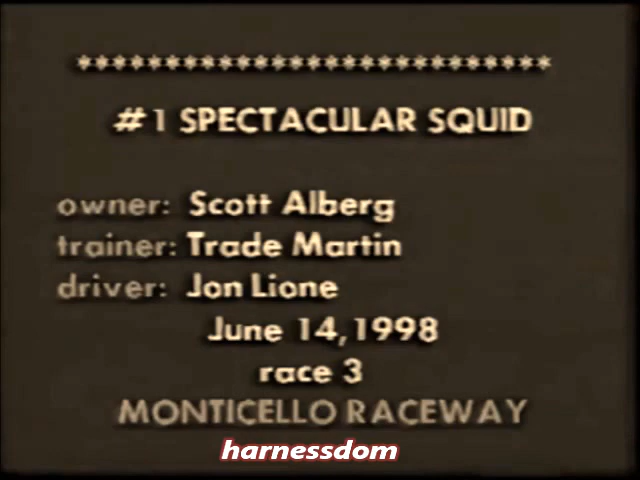 ***************************
#1 SPECTACULAR SQUID
owner: Scott Alberg
trainer: Trade Martin
driver: Jon Lione
June 14,1998
race 3
MONTICELLO RACEWAY
harnessdom